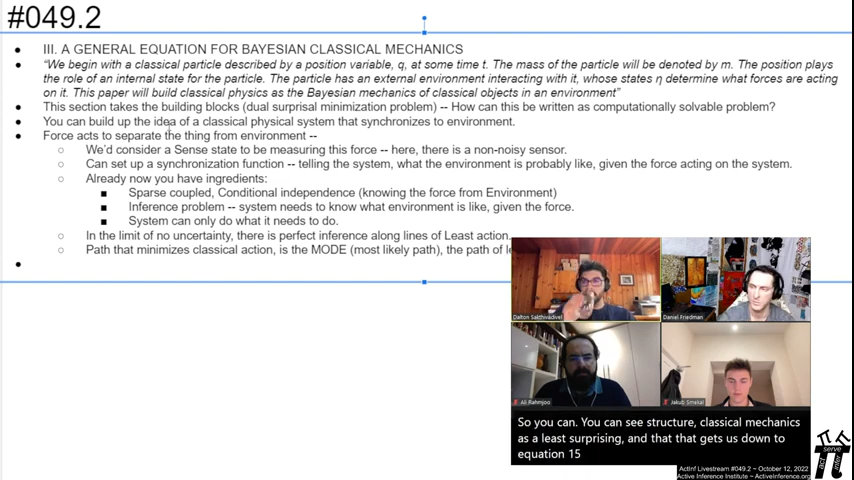 #049.2
● III. A GENERAL EQUATION FOR BAYESIAN CLASSICAL MECHANICS
● “We begin with a classical particle described by a position variable, q, at some time t. The mass of the particle will be denoted by m. The position plays
the role of an internal state for the particle. The particle has an external environment interacting with it, whose states η determine what forces are acting
on it. This paper will build classical physics as the Bayesian mechanics of classical objects in an environment”
● This section takes the building blocks (dual surprisal minimization problem) -- How can this be written as computationally solvable problem?
● You can build up the idea of a classical physical system that synchronizes to environment.
● Force acts to separate the thing from environment --
○ We'd consider a Sense state to be measuring this force -- here, there is a non-noisy sensor.
○ Can set up a synchronization function -- telling the system, what the environment is probably like, given the force acting on the system.
○ Already now you have ingredients:
■ Sparse coupled, Conditional independence (knowing the force from Environment)
■ Inference problem -- system needs to know what environment is like, given the force.
■ System can only do what it needs to do.
○ In the limit of no uncertainty, there is perfect inference along lines of Least action.
○ Path that minimizes classical action, is the MODE (most likely path), the path of
Dalton Sakthivadivel
Daniel Friedman
Ali Rahmjoo
Jakub Smekal
So you can. You can see structure, classical mechanics
as a least surprising, and that that gets us down to
equation 15
ActInf Livestream #049.2 ~ October 12, 2022
Active Inference Institute ~ ActiveInference.org
serve